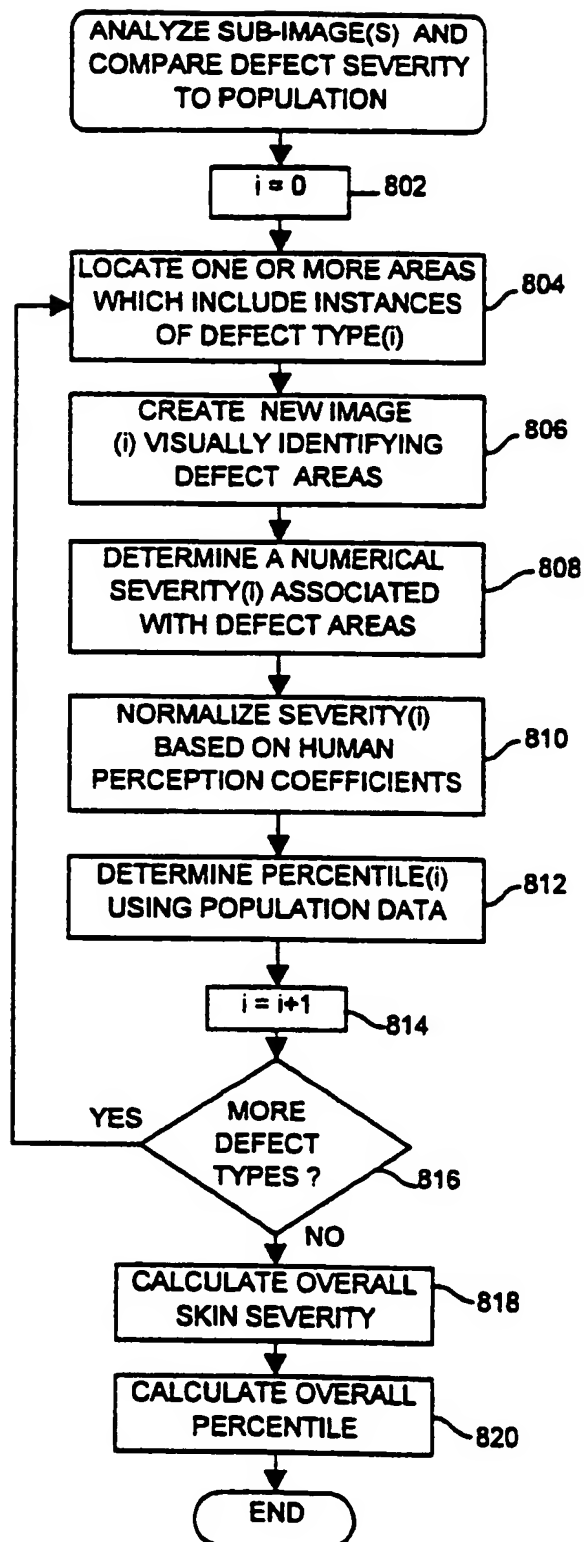 ANALYZE SUB-IMAGE(S) AND
COMPARE DEFECT SEVERITY
TO POPULATION
i = 0
802
LOCATE ONE OR MORE AREAS
WHICH INCLUDE INSTANCES
OF DEFECT TYPE(i)
804
CREATE NEW IMAGE
(i) VISUALLY IDENTIFYING
DEFECT AREAS
806
DETERMINE A NUMERICAL
SEVERITY(i) ASSOCIATED
WITH DEFECT AREAS
808
NORMALIZE SEVERITY(i)
BASED ON HUMAN
PERCEPTION COEFFICIENTS
810
DETERMINE PERCENTILE(i)
USING POPULATION DATA
812
i = i+1
814
YES
MORE
DEFECT
TYPES ?
816
NO
CALCULATE OVERALL
SKIN SEVERITY
818
CALCULATE OVERALL
PERCENTILE
820
END